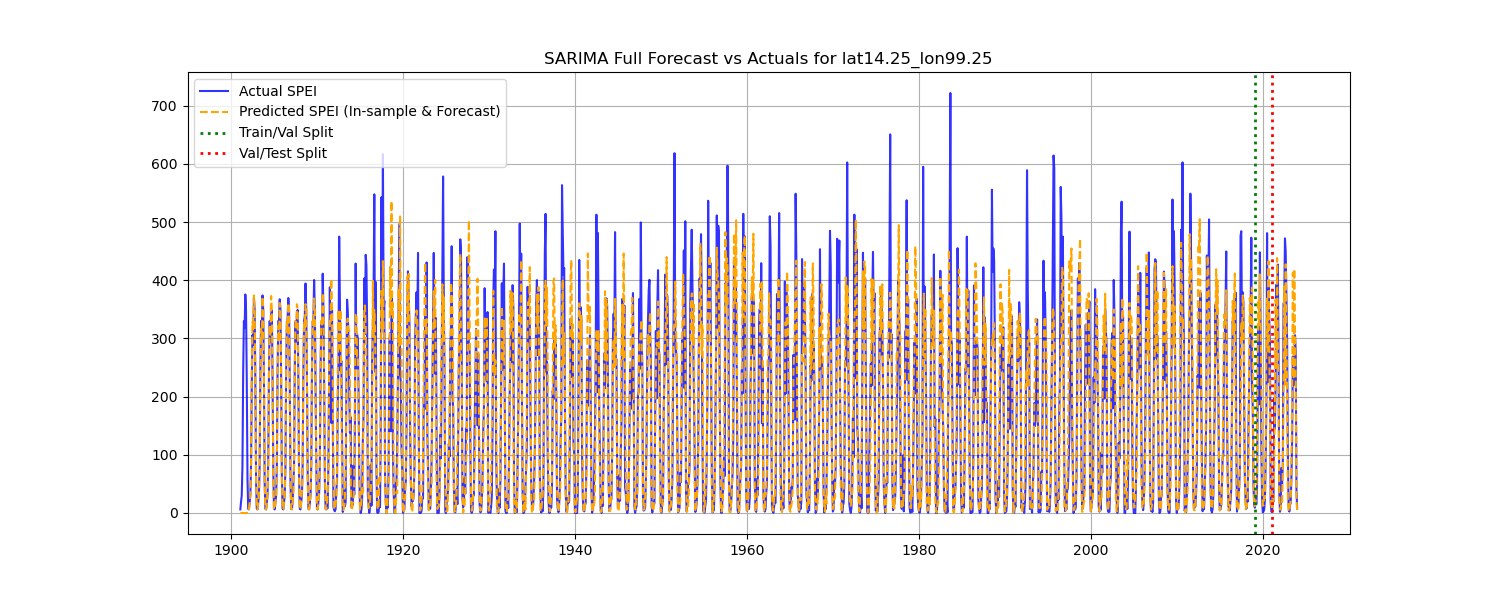 SARIMA Full Forecast vs Actuals for lat14.25_lon99.25
Actual SPEI
Predicted SPEI (In-sample & Forecast)
Train/Val Split
Val/Test Split
700
600
500
400
300
200
100
0
1900 1920 1940 1960 1980 2000 2020